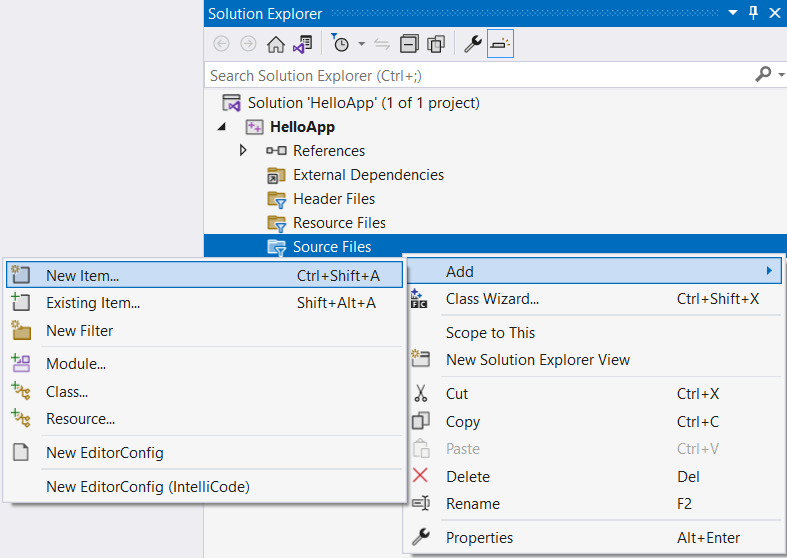 Solution Explorer
Search Solution Explorer (Ctrl+;)
Solution 'HelloApp' (1 of 1 project)
HelloApp
References
External Dependencies
Header Files
Resource Files
Source Files
New Item... Ctrl+Shift+A
Existing Item... Shift+Alt+A
New Filter
Module...
Class...
Resource...
New EditorConfig
New EditorConfig (IntelliCode)
Add
Class Wizard... Ctrl+Shift+X
Scope to This
New Solution Explorer View
Cut Ctrl+X
Copy Ctrl+C
Paste Ctrl+V
Delete Del
Rename F2
Properties Alt+Enter